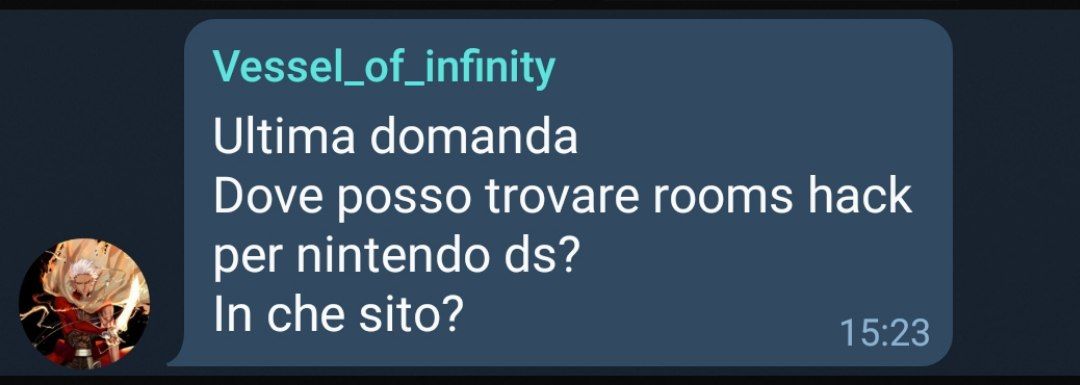 Vessel_of_infinity
Ultima domanda
Dove posso trovare rooms hack
per nintendo ds?
In che sito?
15:23